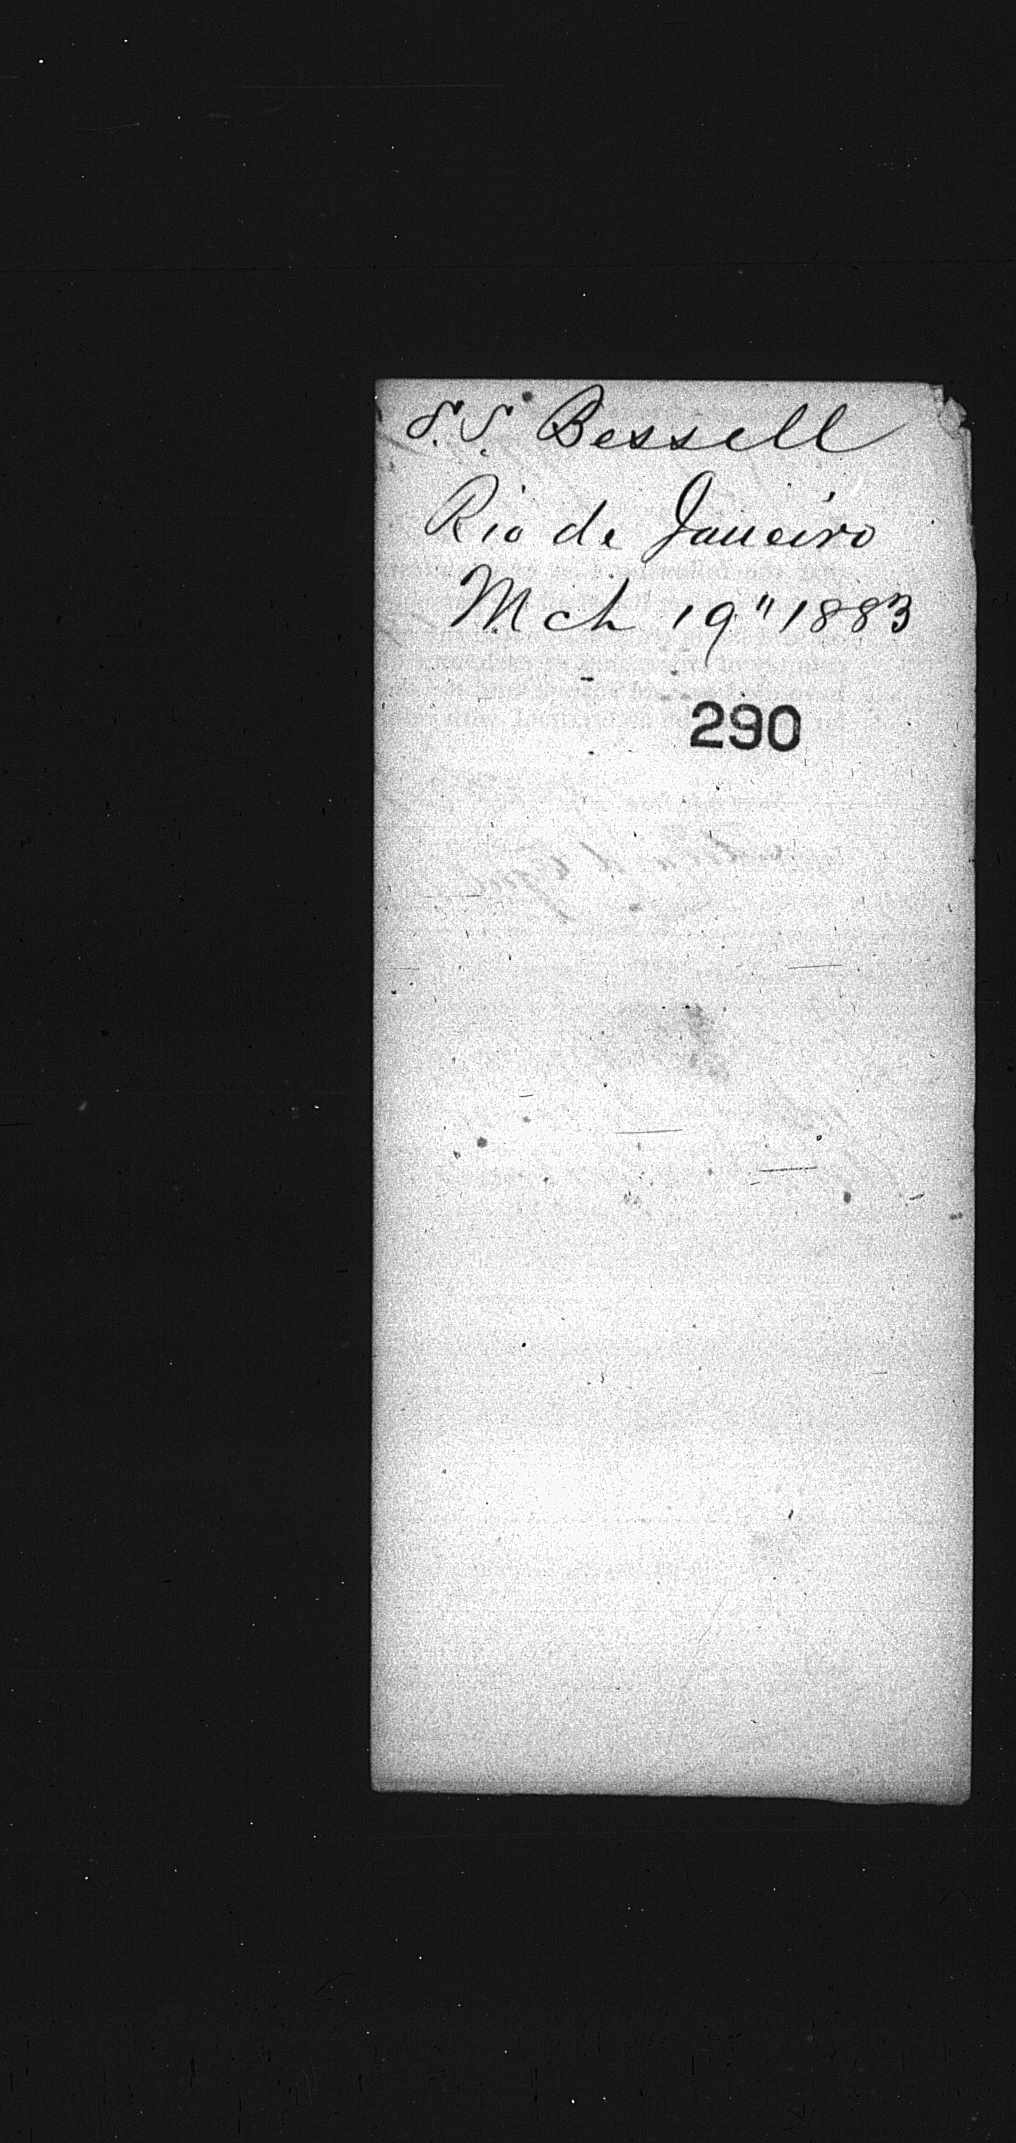 S.S. Bessell
Rio de Janeiro
Mch 19" 1883
290